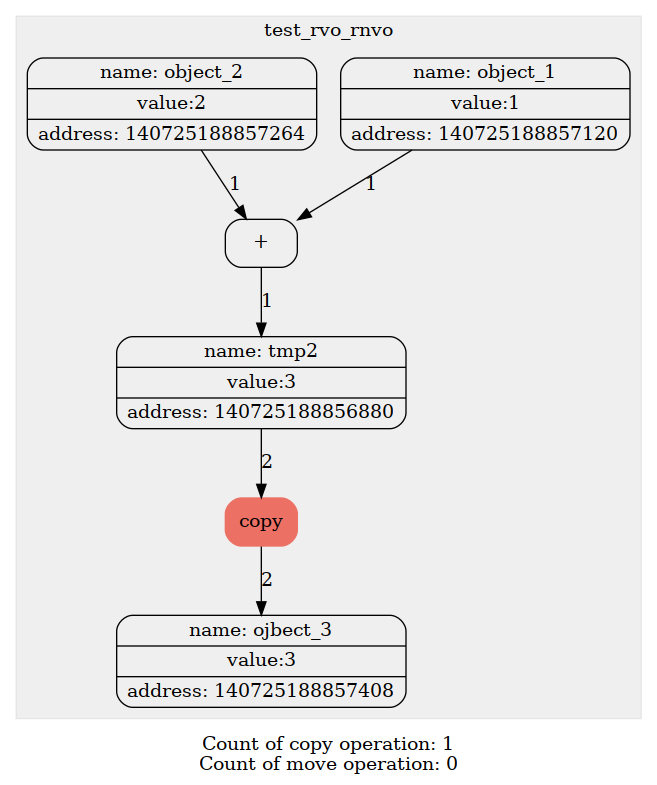 test_rvo_rnvo
name: object_2
value:2
address: 140725188857264
name: object_1
value:1
address: 140725188857120
1
1
+
1
name: tmp2
value:3
address: 140725188856880
2
copy
2
name: ojbect_3
value:3
address: 140725188857408
Count of copy operation: 1
Count of move operation: 0